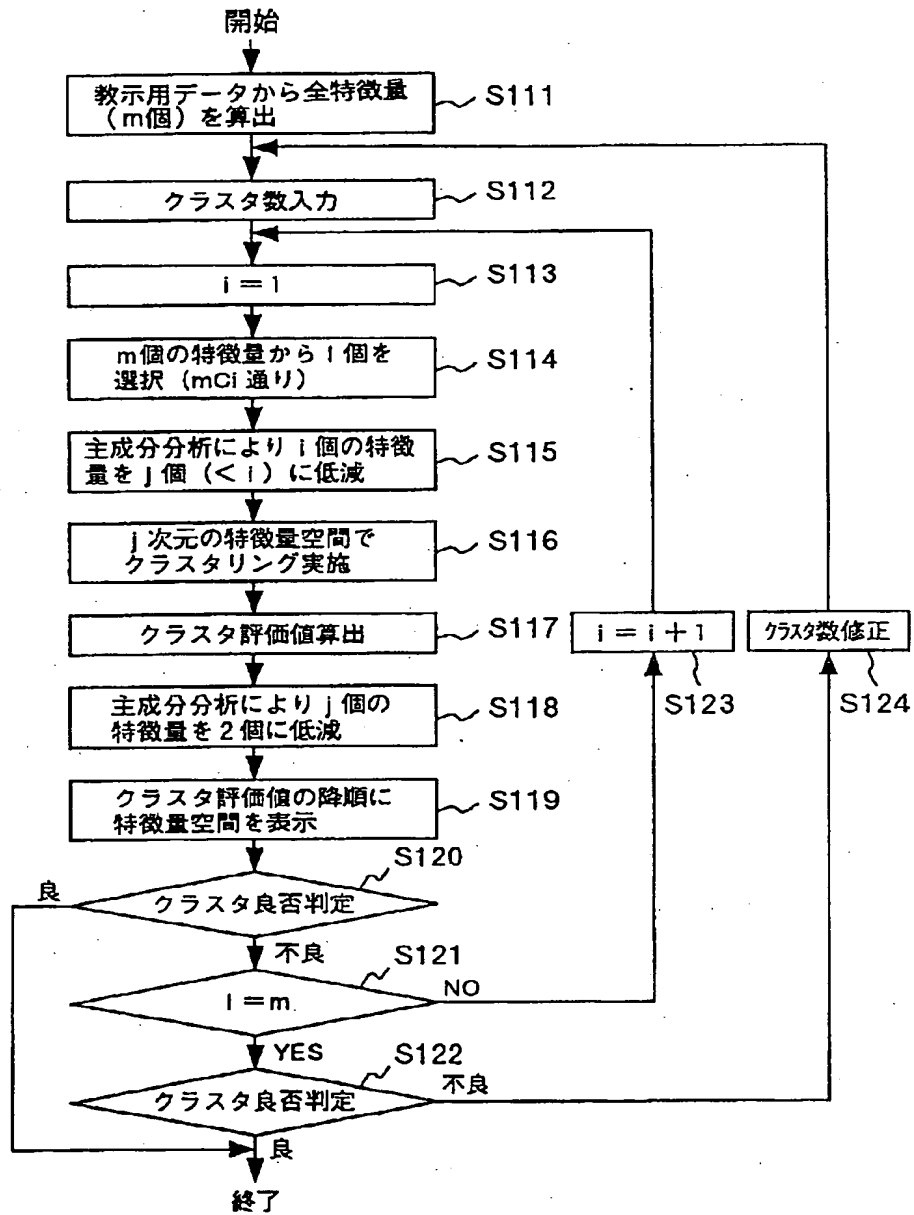 開始
教示用データから全特徴量
(m個)を算出
S111
クラスタ数入力
S112
i=1
S113
m個の特徴量からi個を
選択(mCi通り)
S114
主成分分析によりi個の特徴
量をj個(<i)に低減
S115
j次元の特徴量空間で
クラスタリング実施
S116
クラスタ評価値算出
S117
i=i+1
S123
クラスタ数修正
S124
主成分分析によりj個の
特徴量を2個に低減
S118
クラスタ評価値の降順に
特徴量空間を表示
S119
S120
良
クラスタ良否判定
不良
S121
i=m
NO
YES
S122
クラスタ良否判定
不良
良
終了